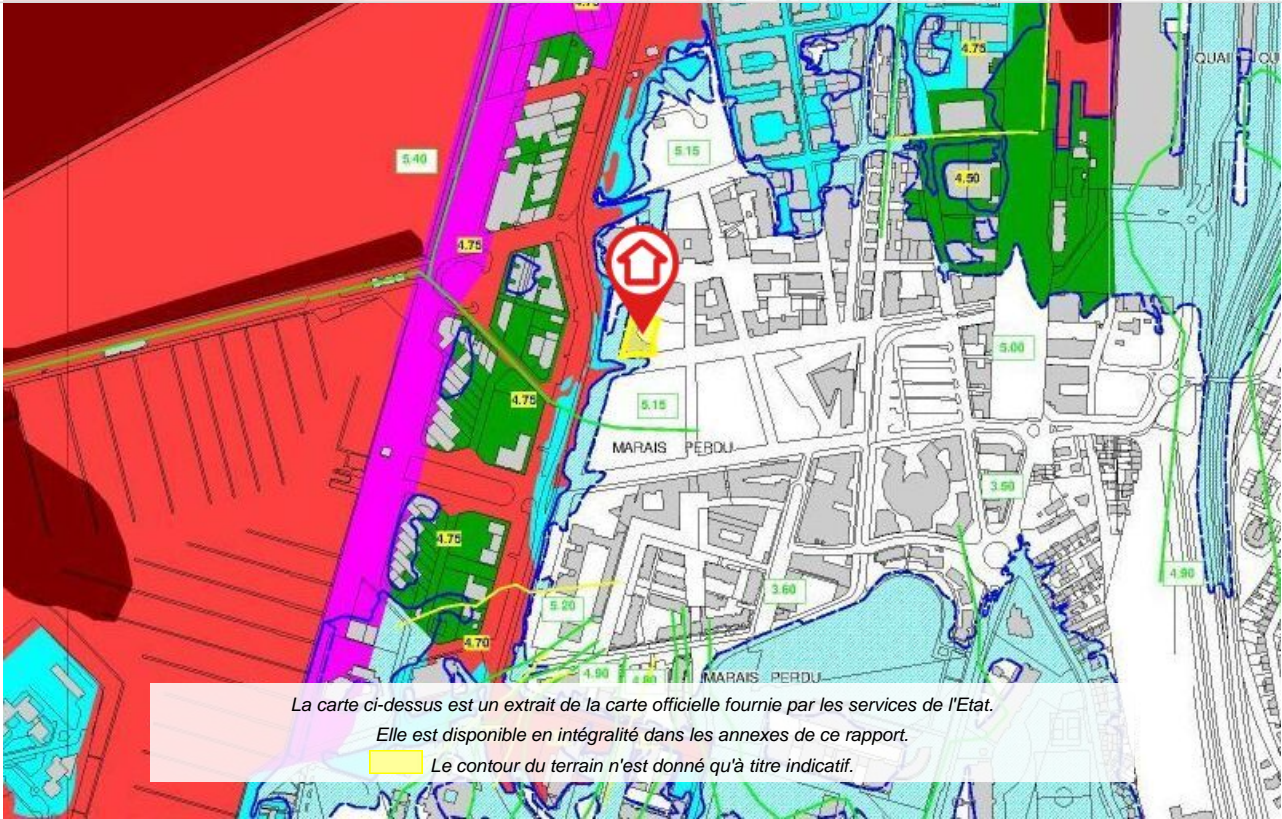 4.75
4.75
QUAI
5.40
5.15
4.50
4.75
5.00
4.75
5.15
MARAIS PERDU
3.50
4.75
4.90
3.60
5.20
4.70
4.90
4.80
MARAIS PERDU
La carte ci-dessus est un extrait de la carte officielle fournie par les services de l'Etat.
Elle est disponible en intégralité dans les annexes de ce rapport.
Le contour du terrain n'est donné qu'à titre indicatif.